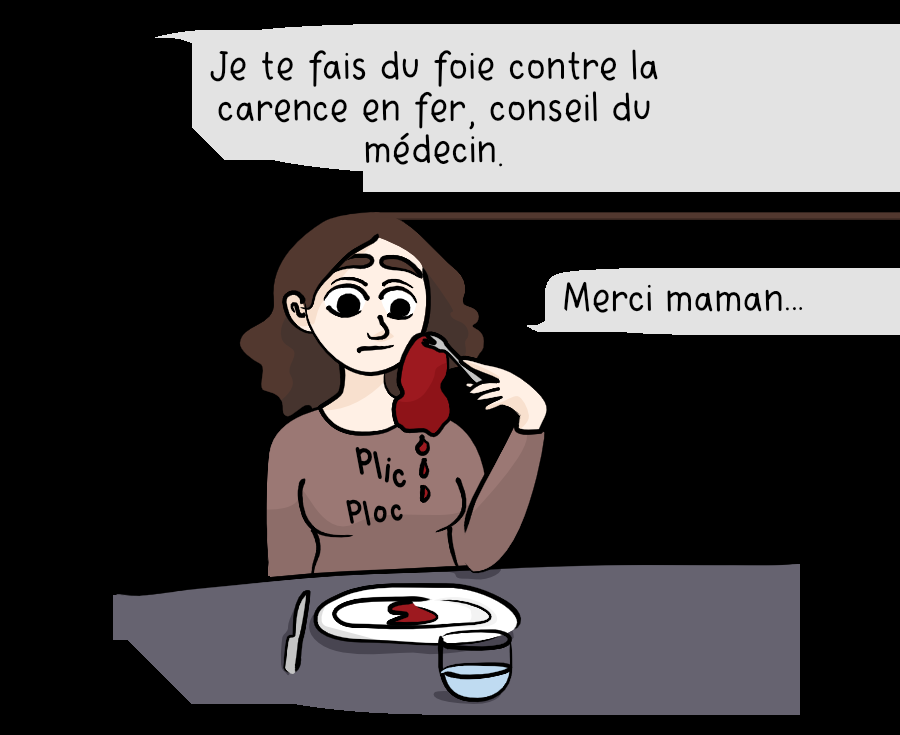 Je te fais du foie contre la
carence en fer, conseil du
médecin.
Merci maman...
Plic
Ploc